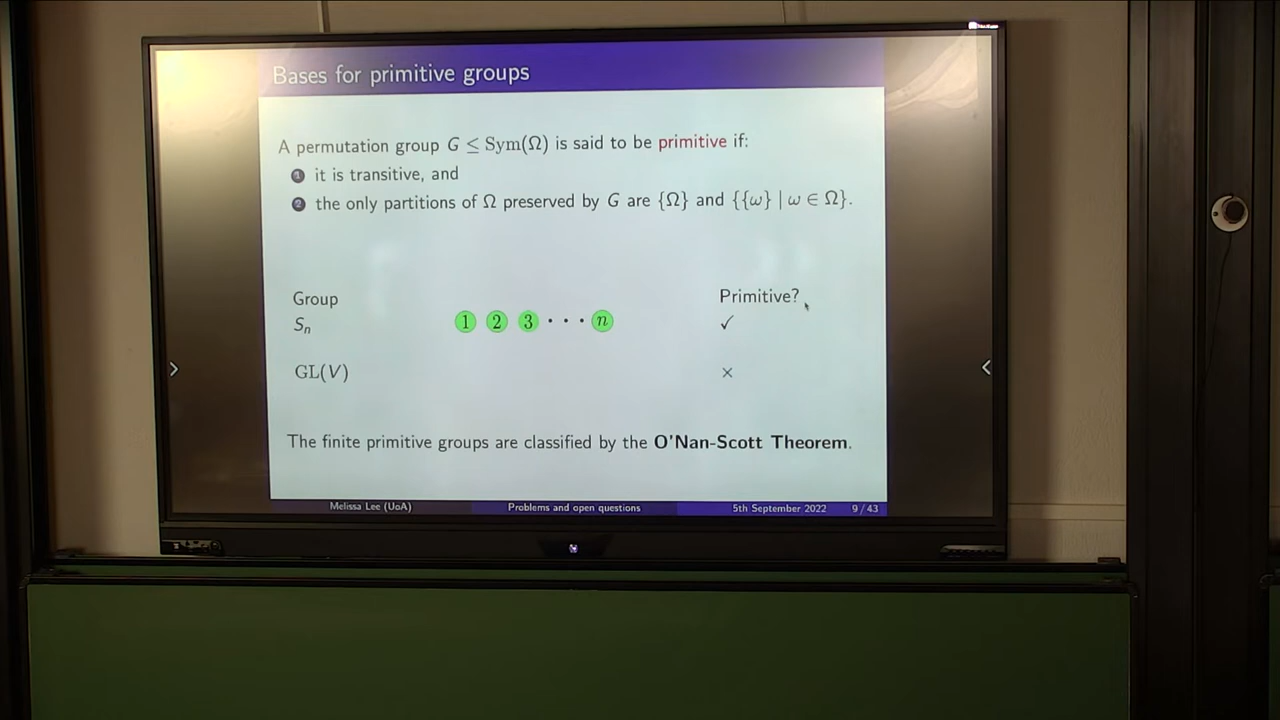 Bases for primitive groups
A permutation group G ≤ Sym(Ω) is said to be primitive if:
1 it is transitive, and
2 the only partitions of Ω preserved by G are {Ω} and {{ω} | ω ∈ Ω}.
Group Primitive?
Sₙ 1 2 3 · · · n ✓
GL(V) ×
The finite primitive groups are classified by the O'Nan-Scott Theorem.
Melissa Lee (UoA) Problems and open questions 5th September 2022 9 / 43